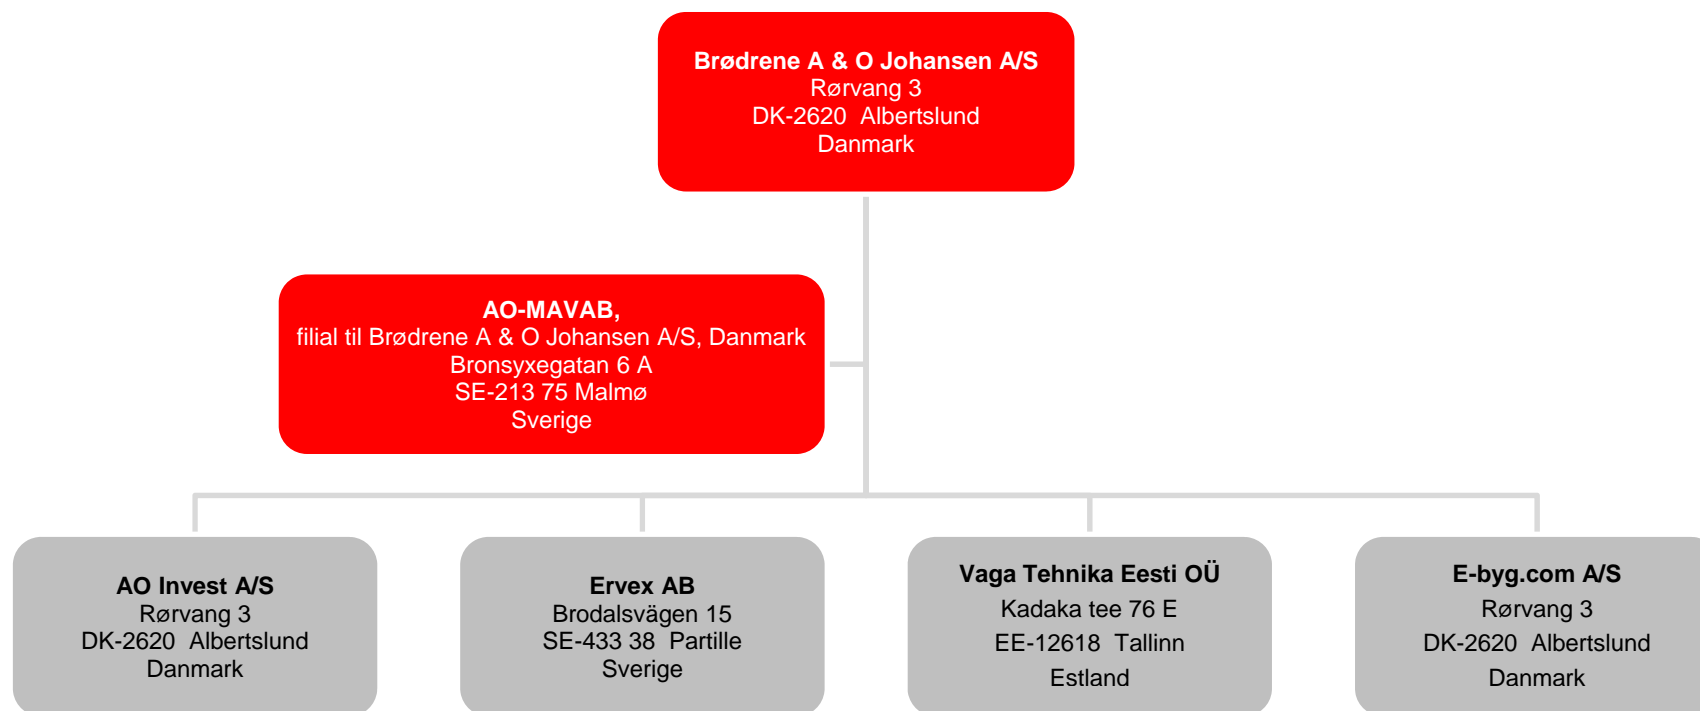 Brødrene A & O Johansen A/S
Rørvang 3
DK-2620  Albertslund
Danmark
AO-MAVAB,
filial til Brødrene A & O Johansen A/S, Danmark
Bronsyxegatan 6 A
SE-213 75 Malmø
Sverige
AO Invest A/S
Rørvang 3
DK-2620  Albertslund
Danmark
Ervex AB
Brodalsvägen 15
SE-433 38  Partille
Sverige
Vaga Tehnika Eesti OÜ
Kadaka tee 76 E
EE-12618  Tallinn
Estland
E-byg.com A/S
Rørvang 3
DK-2620  Albertslund
Danmark